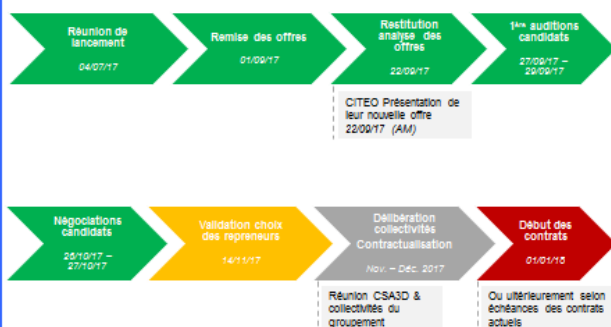 Réunion de
lancement
04/07/17
Remise des offres
01/09/17
Restitution
analyse des
offres
22/09/17
1ère auditions
candidats
27/09/17 –
29/09/17
CITEO Présentation de
leur nouvelle offre
22/09/17 (AM)
Négociations
candidats
26/10/17 –
27/10/17
Validation choix
des repreneurs
14/11/17
Délibération
collectivités
Contractualisation
Nov. – Déc. 2017
Début des
contrats
01/01/18
Réunion CSA3D &
collectivités du
groupement
Ou ultérieurement selon
échéances des contrats
actuels